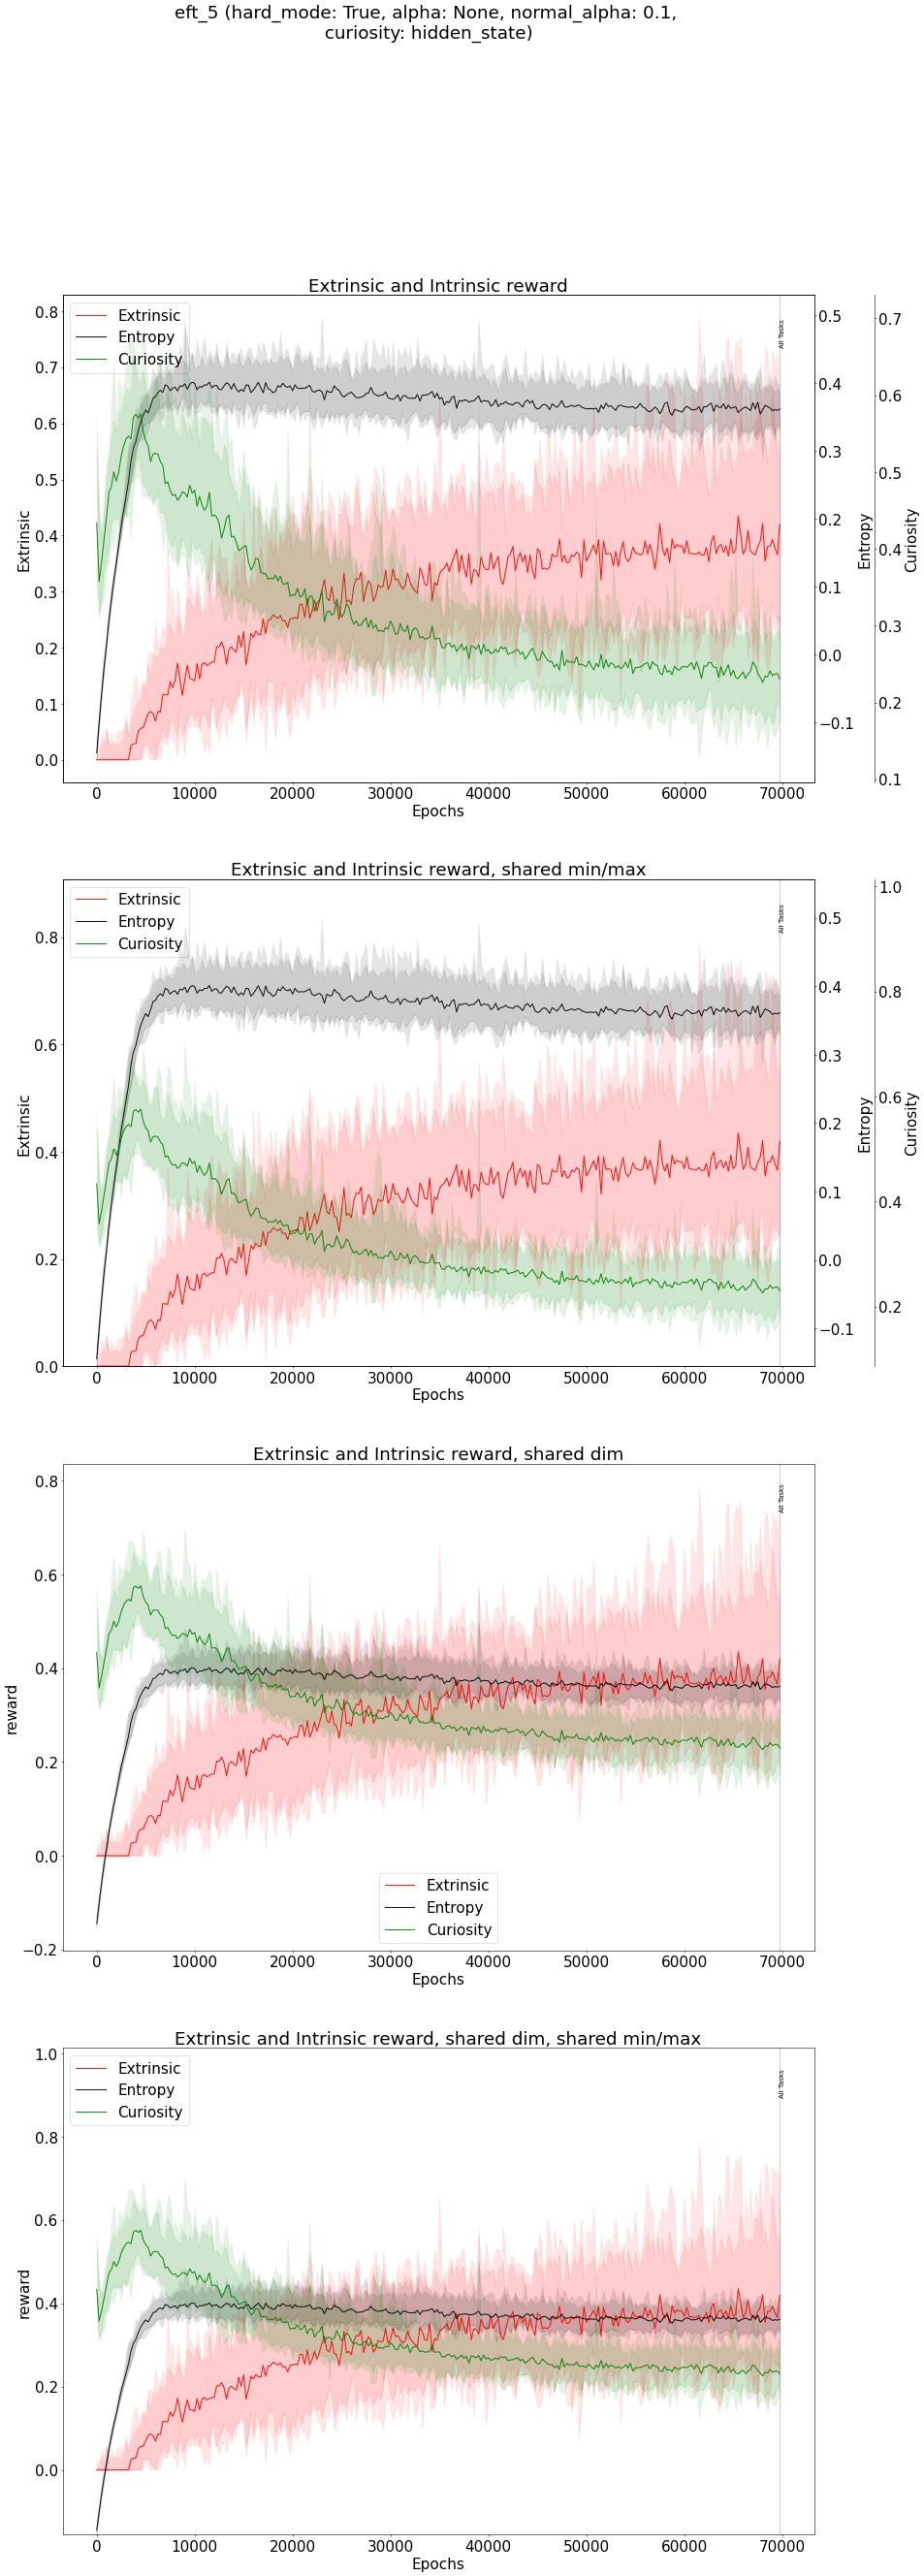 eft_5 (hard_mode: True, alpha: None, normal_alpha: 0.1,
curiosity: hidden_state)
Extrinsic and Intrinsic reward
Extrinsic
Entropy
Curiosity
All Tasks
0.8
0.7
0.6
0.5
0.4
0.3
0.2
0.1
0.0
Extrinsic
0.5
0.4
0.3
0.2
0.1
0.0
−0.1
Entropy
0.7
0.6
0.5
0.4
0.3
0.2
0.1
Curiosity
0 10000 20000 30000 40000 50000 60000 70000
Epochs
Extrinsic and Intrinsic reward, shared min/max
Extrinsic
Entropy
Curiosity
All Tasks
0.8
0.6
0.4
0.2
0.0
Extrinsic
0.5
0.4
0.3
0.2
0.1
0.0
−0.1
Entropy
1.0
0.8
0.6
0.4
0.2
Curiosity
0 10000 20000 30000 40000 50000 60000 70000
Epochs
Extrinsic and Intrinsic reward, shared dim
All Tasks
0.8
0.6
0.4
0.2
0.0
−0.2
reward
Extrinsic
Entropy
Curiosity
0 10000 20000 30000 40000 50000 60000 70000
Epochs
Extrinsic and Intrinsic reward, shared dim, shared min/max
Extrinsic
Entropy
Curiosity
All Tasks
1.0
0.8
0.6
0.4
0.2
0.0
reward
0 10000 20000 30000 40000 50000 60000 70000
Epochs